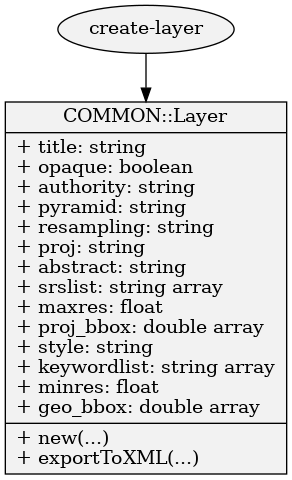 create-layer
COMMON::Layer
+ title: string
+ opaque: boolean
+ authority: string
+ pyramid: string
+ resampling: string
+ proj: string
+ abstract: string
+ srslist: string array
+ maxres: float
+ proj_bbox: double array
+ style: string
+ keywordlist: string array
+ minres: float
+ geo_bbox: double array
+ new(...)
+ exportToXML(...)